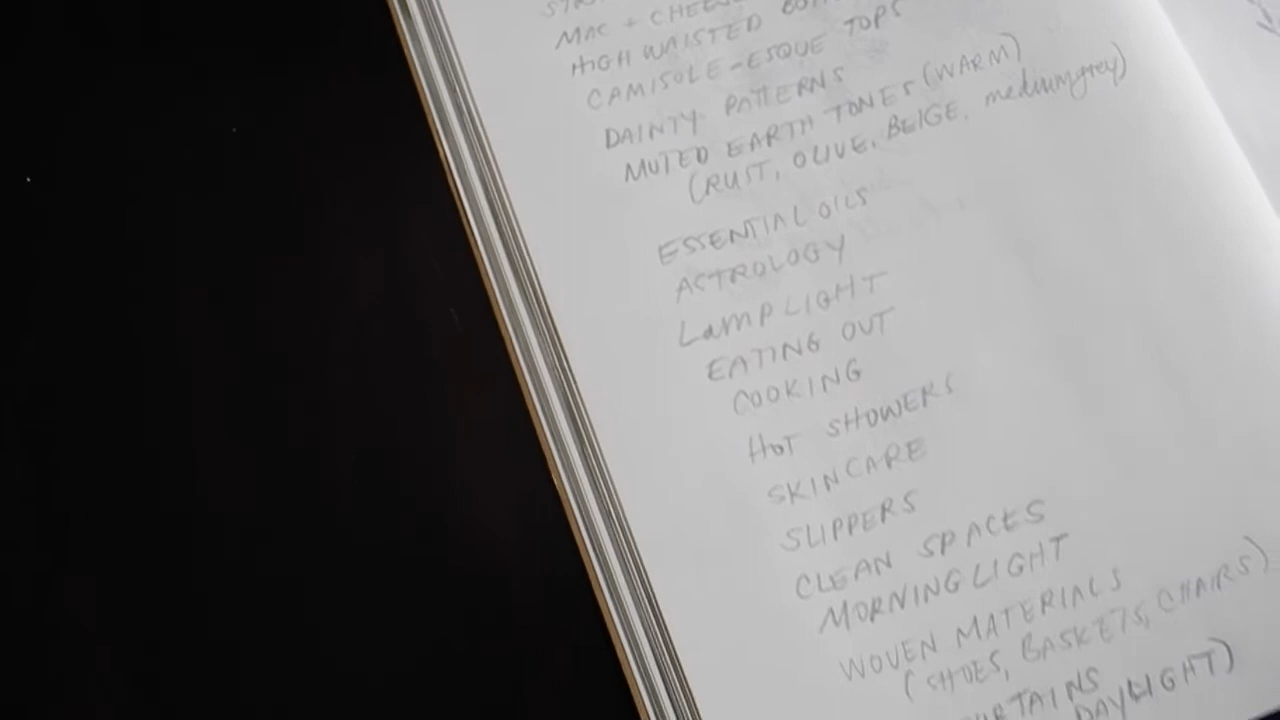 MAC + CHEESE
HIGH WAISTED
CAMISOLE-ESQUE TOPS
DAINTY PATTERNS
MUTED EARTH TONES (WARM)
(RUST, OLIVE, BEIGE, medium grey)
ESSENTIAL OILS
ASTROLOGY
LAMPLIGHT
EATING OUT
COOKING
HOT SHOWERS
SKINCARE
SLIPPERS
CLEAN SPACES
MORNING LIGHT
WOVEN MATERIALS
(SHOES, BASKETS, CHAIRS)
DAYLIGHT)